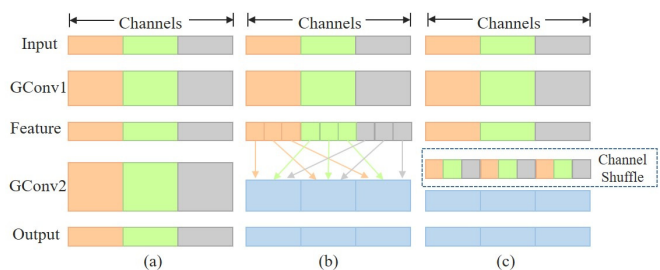 Channels Channels Channels
Input
GConv1
Feature
Channel
Shuffle
GConv2
Output
(a) (b) (c)